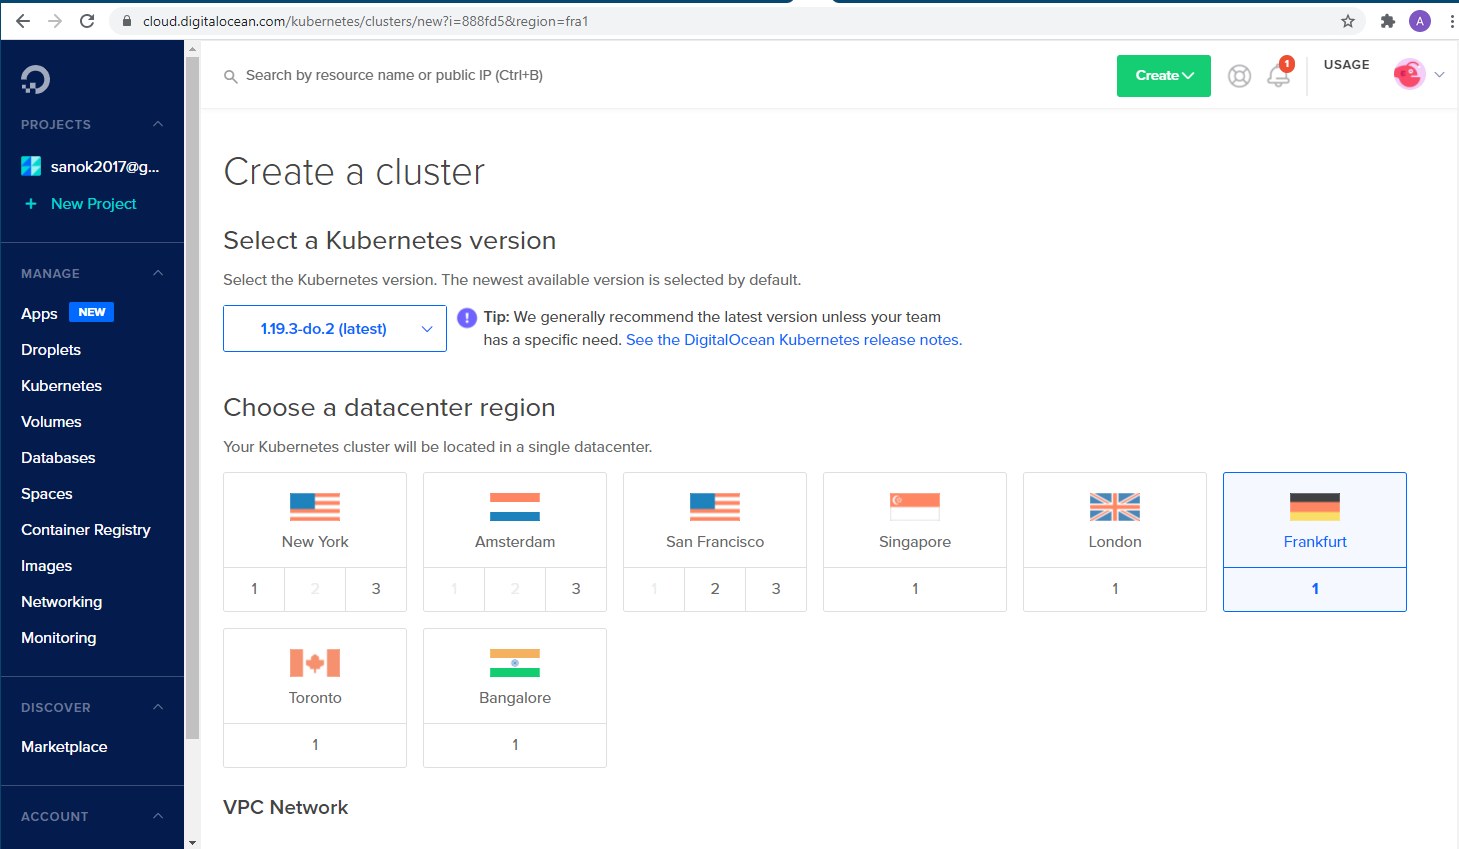 cloud.digitalocean.com/kubernetes/clusters/new?i=888fd5&region=fra1
A
Search by resource name or public IP (Ctrl+B)
Create
1
USAGE
PROJECTS
sanok2017@g...
+ New Project
MANAGE
Apps NEW
Droplets
Kubernetes
Volumes
Databases
Spaces
Container Registry
Images
Networking
Monitoring
DISCOVER
Marketplace
ACCOUNT
Create a cluster
Select a Kubernetes version
Select the Kubernetes version. The newest available version is selected by default.
1.19.3-do.2 (latest)
! Tip: We generally recommend the latest version unless your team
has a specific need. See the DigitalOcean Kubernetes release notes.
Choose a datacenter region
Your Kubernetes cluster will be located in a single datacenter.
New York
1 2 3
Amsterdam
1 2 3
San Francisco
1 2 3
Singapore
1
London
1
Frankfurt
1
Toronto
1
Bangalore
1
VPC Network